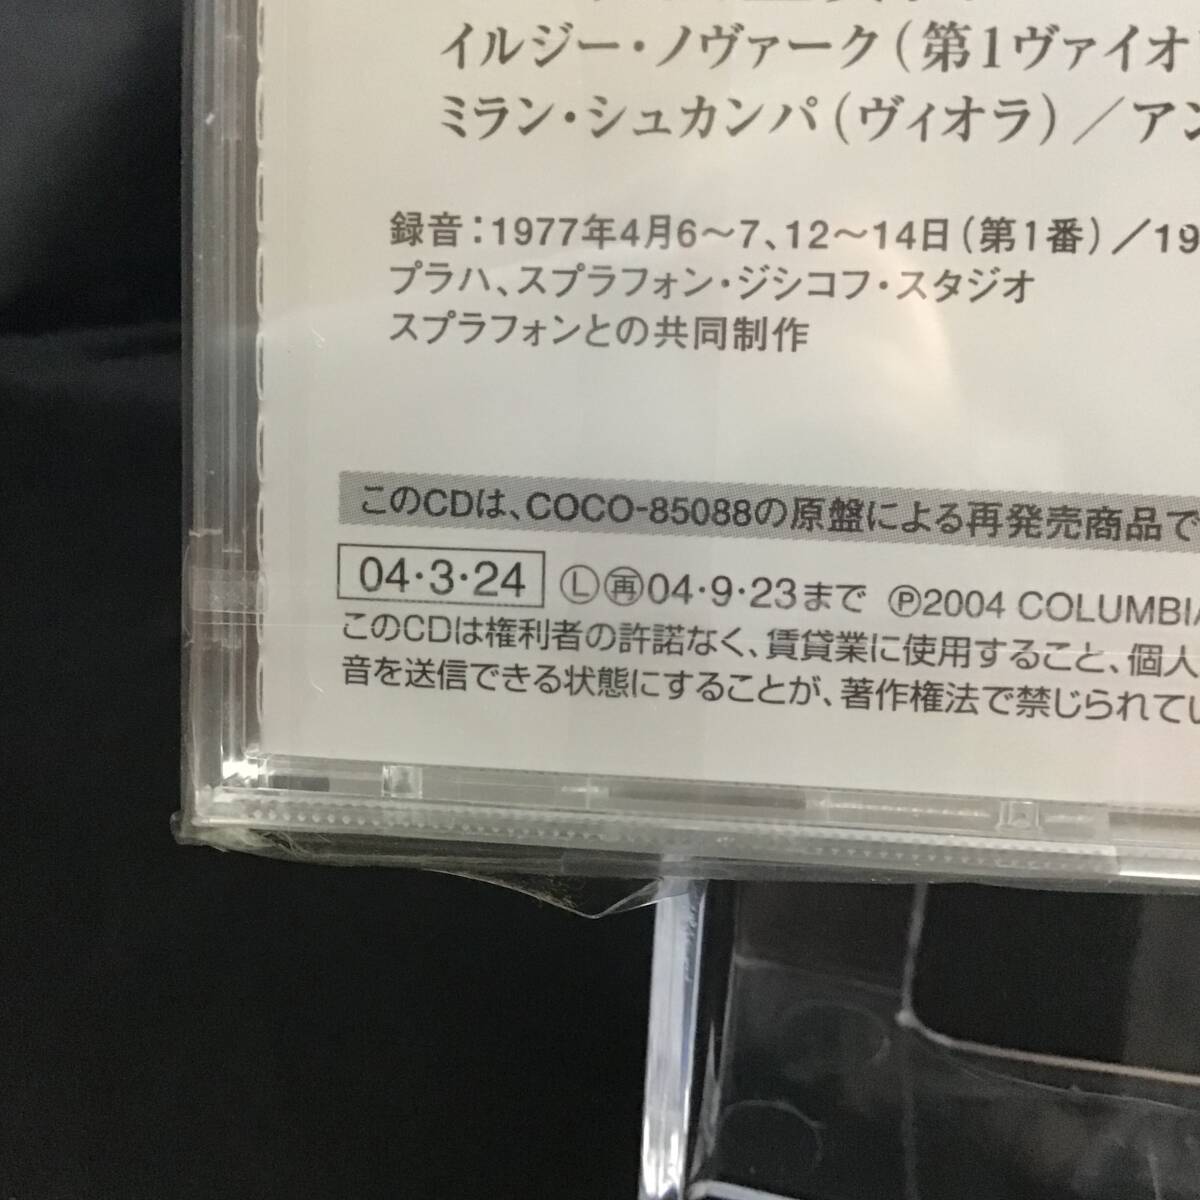 イルジー・ノヴァーク(第1ヴァイオ
ミラン・シュカンパ(ヴィオラ)／アン
録音：1977年4月6〜7、12〜14日(第1番)／19
プラハ、スプラフォン・ジシコフ・スタジオ
スプラフォンとの共同制作
このCDは、COCO-85088の原盤による再発売商品で
04・3・24 Ⓛ㋐04・9・23まで ℗2004 COLUMBIA
このCDは権利者の許諾なく、賃貸業に使用すること、個人
音を送信できる状態にすることが、著作権法で禁じられてい